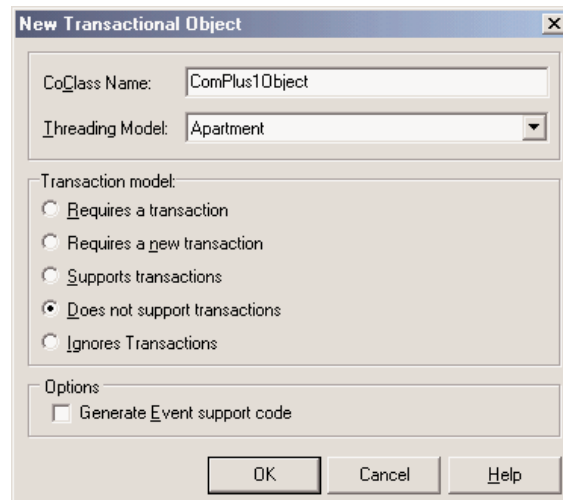 New Transactional Object
CoClass Name: ComPlus1Object
Threading Model: Apartment
Transaction model:
Requires a transaction
Requires a new transaction
Supports transactions
Does not support transactions
Ignores Transactions
Options
Generate Event support code
OK Cancel Help